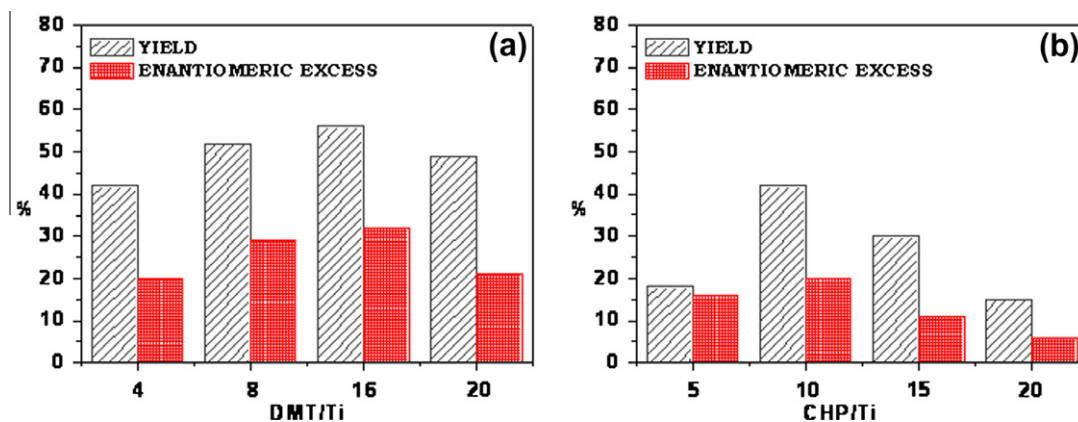 (a)
YIELD
ENANTIOMERIC EXCESS
80
70
60
50
40
30
20
10
0
%
4 8 16 20
DMT/Ti
(b)
YIELD
ENANTIOMERIC EXCESS
80
70
60
50
40
30
20
10
0
%
5 10 15 20
CHP/Ti